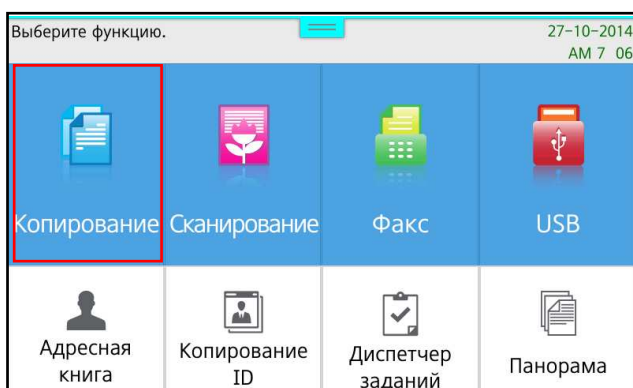 Выберите функцию.
27-10-2014
AM 7 06
Копирование
Сканирование
Факс
USB
Адресная
книга
Копирование
ID
Диспетчер
заданий
Панорама